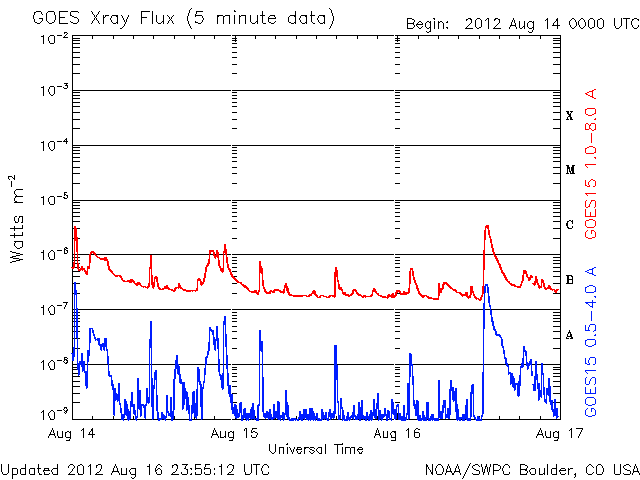 GOES Xray Flux (5 minute data)
Begin: 2012 Aug 14 0000 UTC
10^-2
10^-3
10^-4
10^-5
10^-6
10^-7
10^-8
10^-9
Watts m^-2
X
M
C
B
A
GOES15 1.0-8.0 A
GOES15 0.5-4.0 A
Aug 14
Aug 15
Aug 16
Aug 17
Universal Time
Updated 2012 Aug 16 23:55:12 UTC
NOAA/SWPC Boulder, CO USA